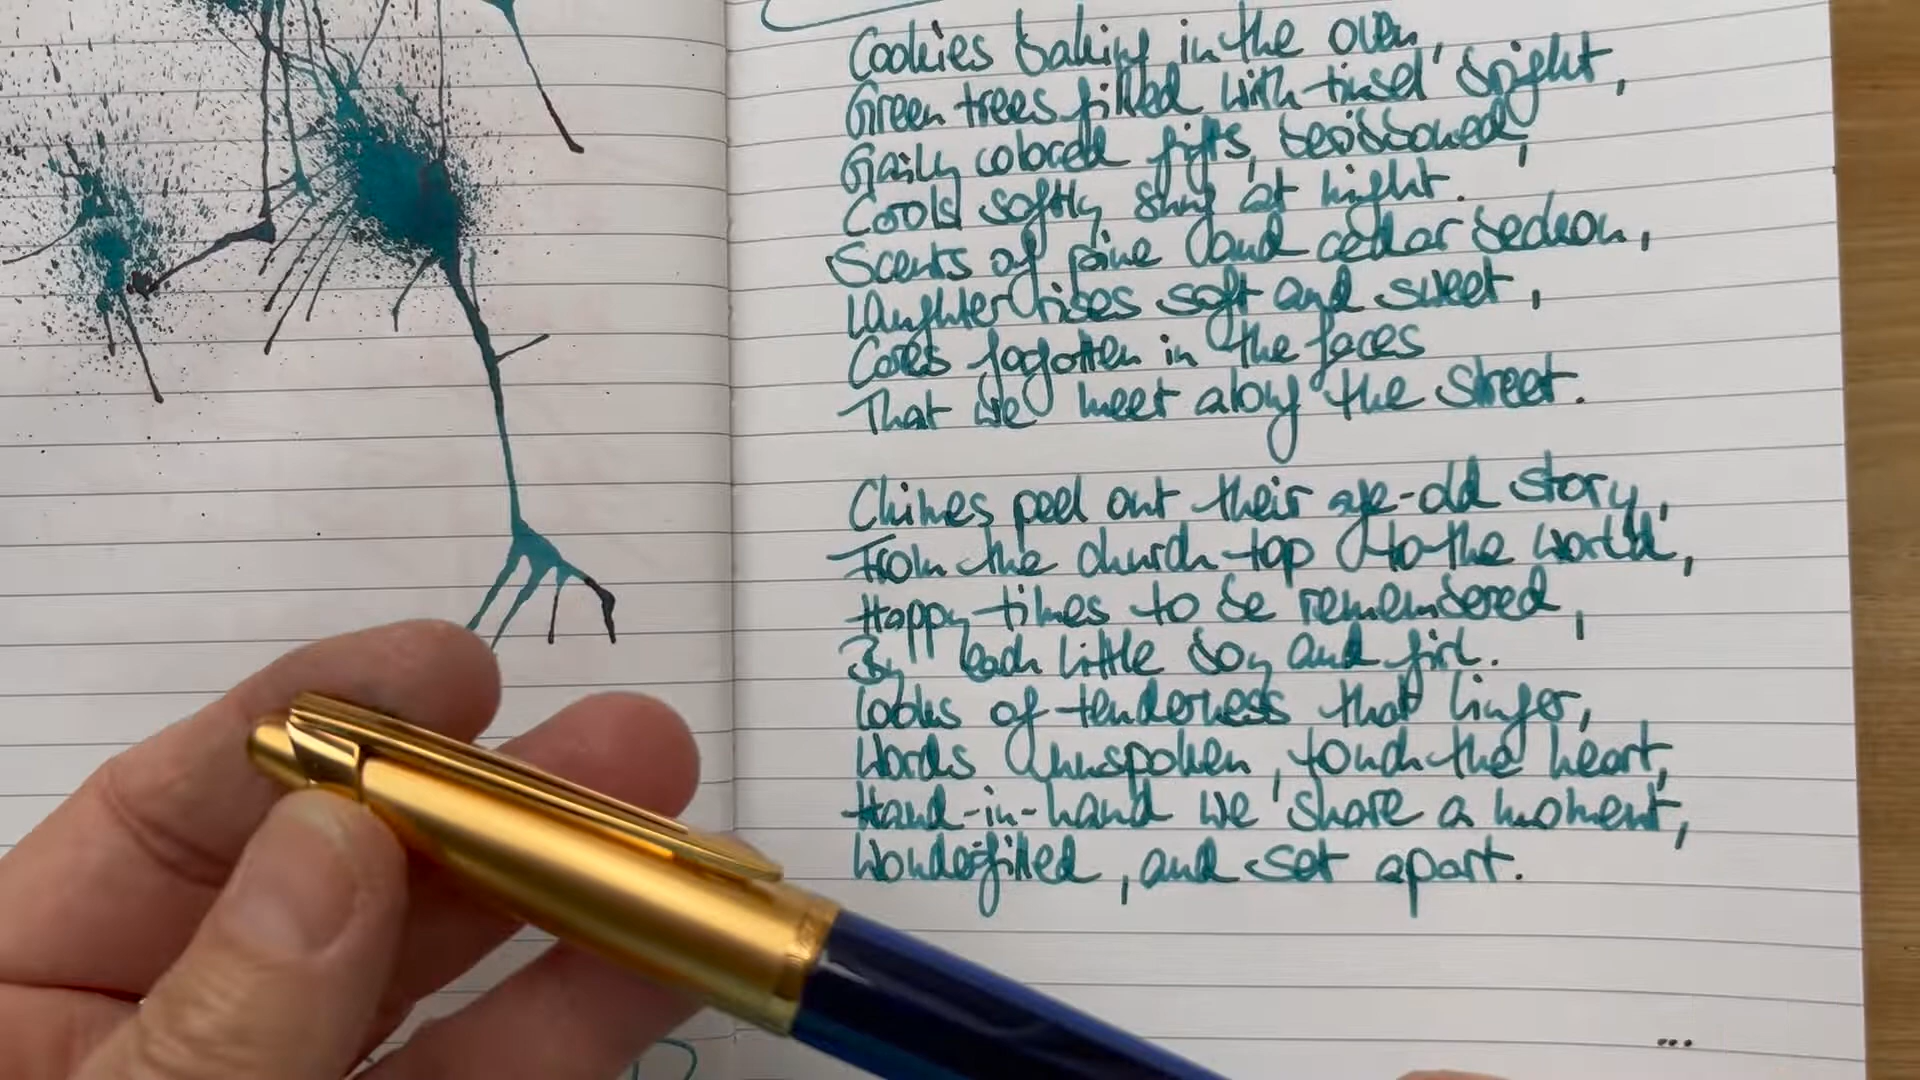 Cookies baking in the oven,
Green trees filled with tinsel bright,
Gaily colored gifts, beribboned,
Carols softly sung at night.
Scents of pine and cedar beckon,
Laughter rises soft and sweet,
Cares fogotten in the faces
That we meet along the street.
Chimes peel out their age-old story,
From the church top to the world,
Happy times to be remembered,
By each little boy and girl.
Looks of tenderness that linger,
Words unspoken, touch the heart,
Hand-in-hand we share a moment,
Wonderfilled, and set apart.
...